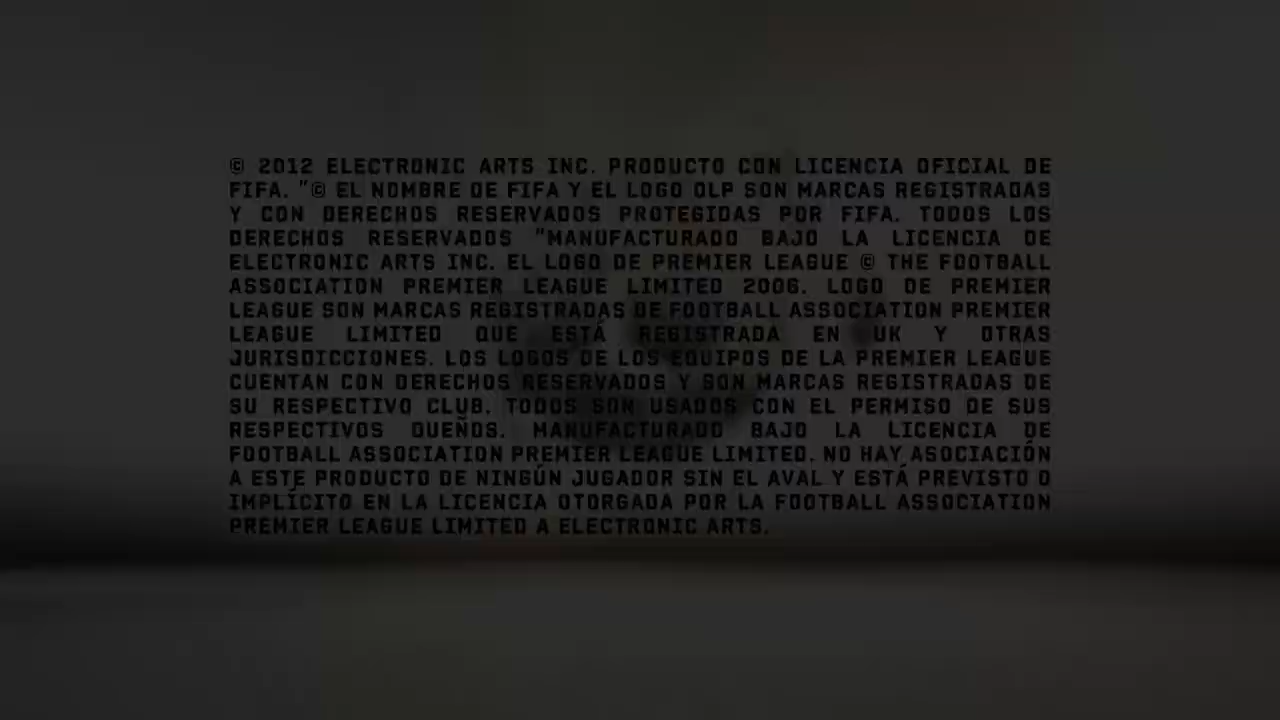 © 2012 ELECTRONIC ARTS INC. PRODUCTO CON LICENCIA OFICIAL DE
FIFA. "© EL NOMBRE DE FIFA Y EL LOGO OLP SON MARCAS REGISTRADAS
Y CON DERECHOS RESERVADOS PROTEGIDAS POR FIFA. TODOS LOS
DERECHOS RESERVADOS "MANUFACTURADO BAJO LA LICENCIA DE
ELECTRONIC ARTS INC. EL LOGO DE PREMIER LEAGUE © THE FOOTBALL
ASSOCIATION PREMIER LEAGUE LIMITED 2006. LOGO DE PREMIER
LEAGUE SON MARCAS REGISTRADAS DE FOOTBALL ASSOCIATION PREMIER
LEAGUE LIMITED QUE ESTÁ REGISTRADA EN UK Y OTRAS
JURISDICCIONES. LOS LOGOS DE LOS EQUIPOS DE LA PREMIER LEAGUE
CUENTAN CON DERECHOS RESERVADOS Y SON MARCAS REGISTRADAS DE
SU RESPECTIVO CLUB. TODOS SON USADOS CON EL PERMISO DE SUS
RESPECTIVOS DUEÑOS. MANUFACTURADO BAJO LA LICENCIA DE
FOOTBALL ASSOCIATION PREMIER LEAGUE LIMITED. NO HAY ASOCIACIÓN
A ESTE PRODUCTO DE NINGÚN JUGADOR SIN EL AVAL Y ESTÁ PREVISTO O
IMPLÍCITO EN LA LICENCIA OTORGADA POR LA FOOTBALL ASSOCIATION
PREMIER LEAGUE LIMITED A ELECTRONIC ARTS.